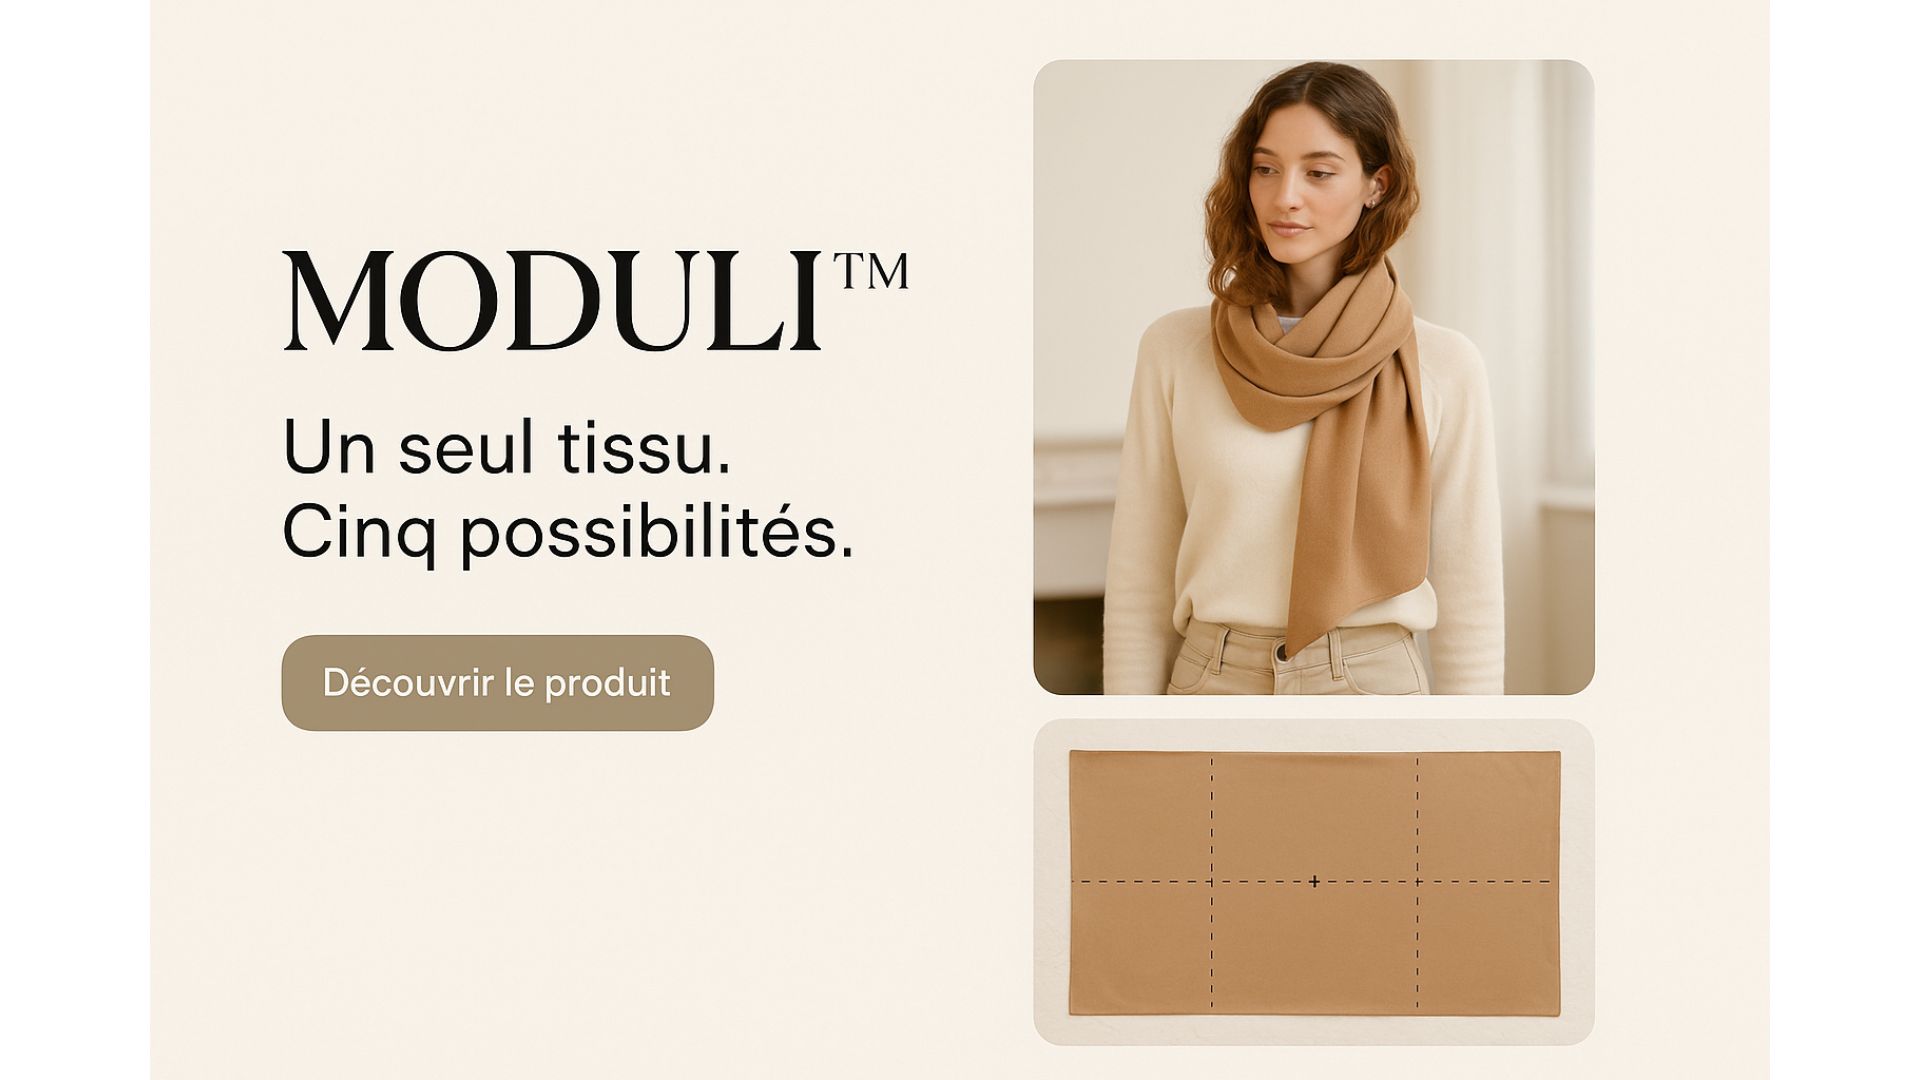 MODULI™
Un seul tissu.
Cinq possibilités.
Découvrir le produit